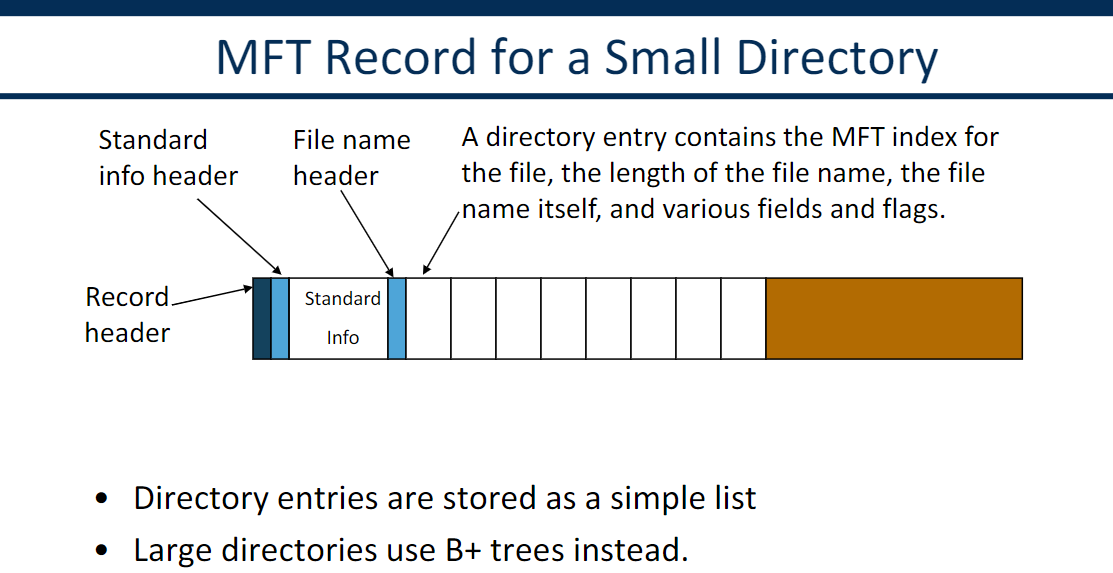 MFT Record for a Small Directory
Standard
info header
File name
header
A directory entry contains the MFT index for
the file, the length of the file name, the file
name itself, and various fields and flags.
Record
header
Standard
Info
• Directory entries are stored as a simple list
• Large directories use B+ trees instead.